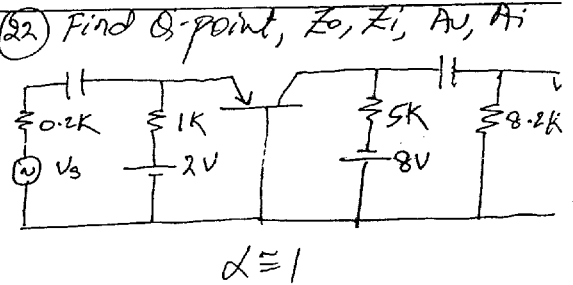 22) Find Q-point, Zo, Zi, Av, Ai
0.2K
Vs
1K
2V
5K
8V
8.2K
α ≅ 1